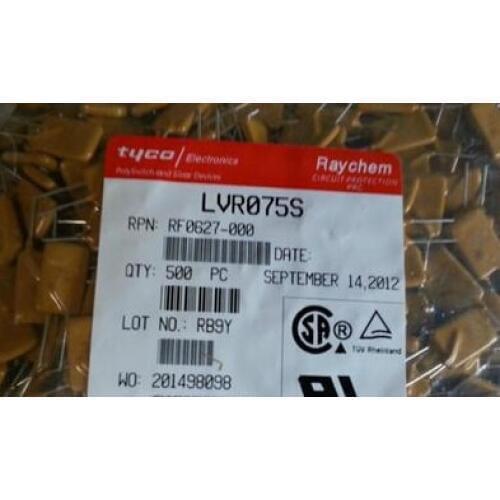 tyco / Electronics
Raychem
PolySwitch And SiBar Devices
CIRCUIT PROTECTION
PRC
LVR075S
RPN: RF0627-000
DATE:
QTY: 500 PC
SEPTEMBER 14,2012
LOT NO.: RB9Y
TÜV Rheinland
WO: 201498098